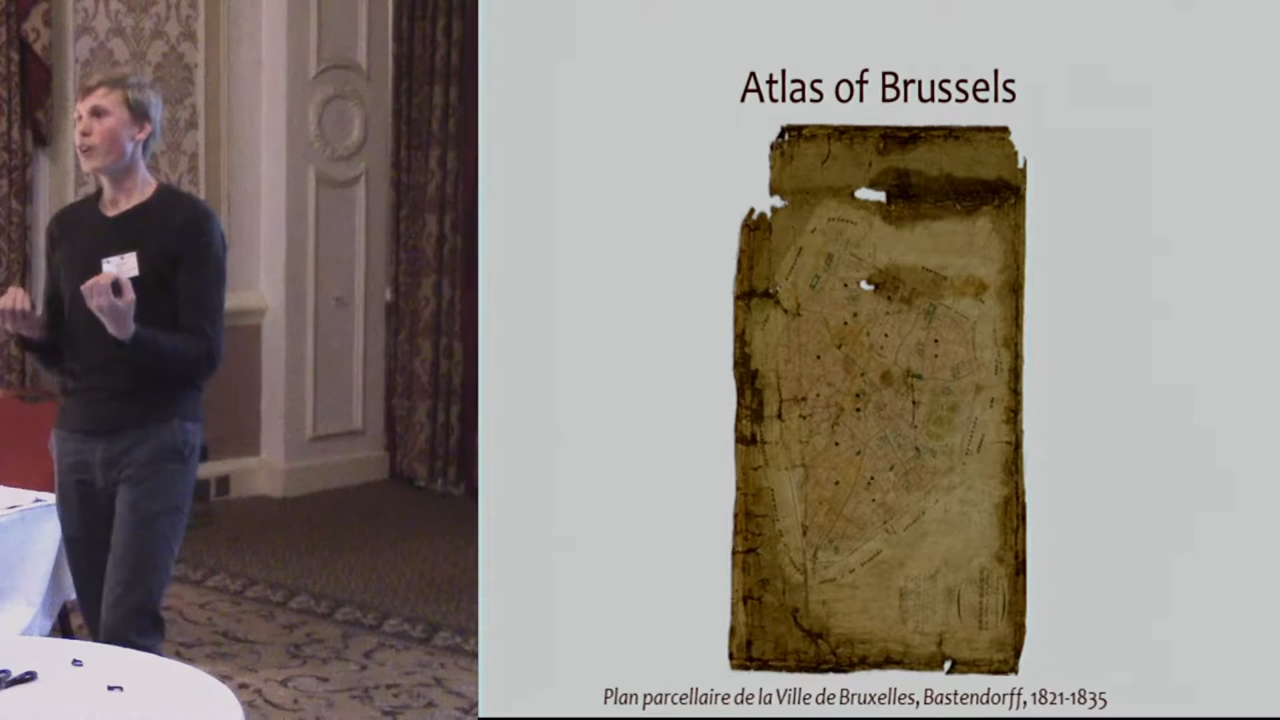 Atlas of Brussels
Plan parcellaire de la Ville de Bruxelles, Bastendorff, 1821-1835